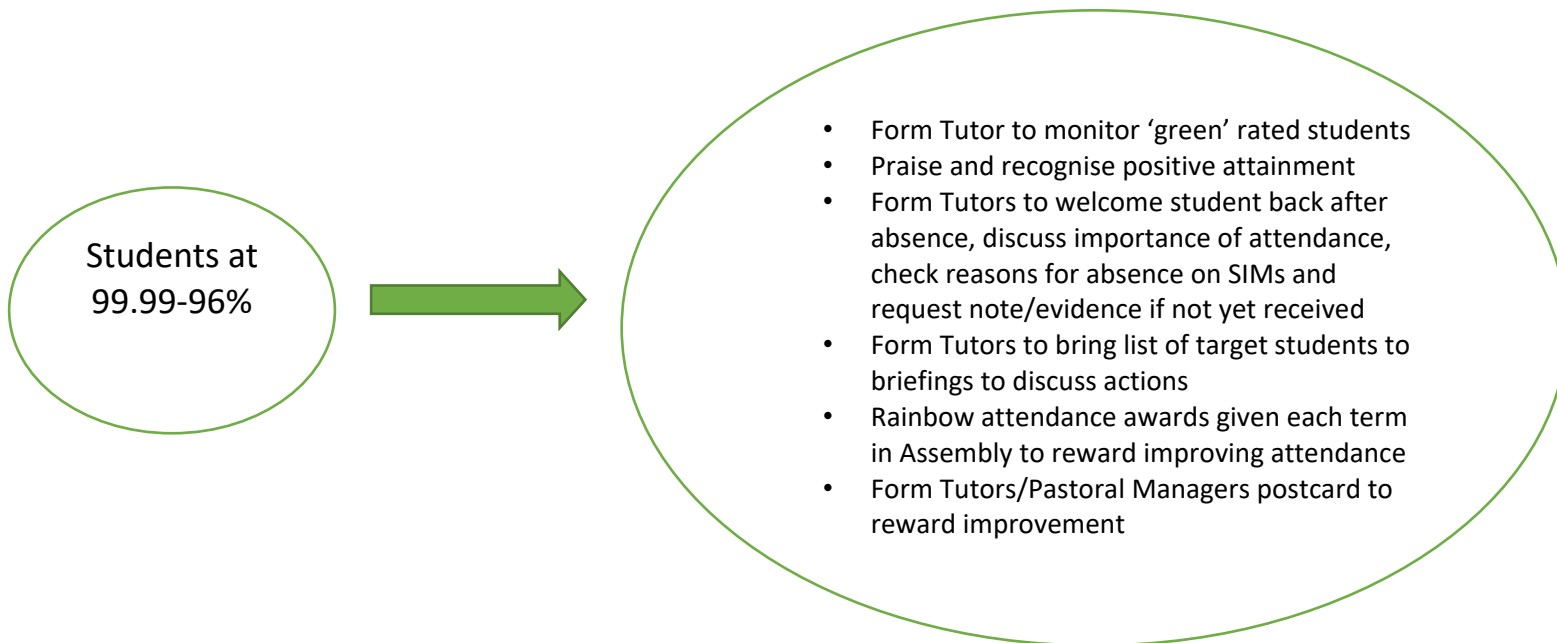 Students at
99.99-96%
• Form Tutor to monitor ‘green’ rated students
• Praise and recognise positive attainment
• Form Tutors to welcome student back after
absence, discuss importance of attendance,
check reasons for absence on SIMs and
request note/evidence if not yet received
• Form Tutors to bring list of target students to
briefings to discuss actions
• Rainbow attendance awards given each term
in Assembly to reward improving attendance
• Form Tutors/Pastoral Managers postcard to
reward improvement